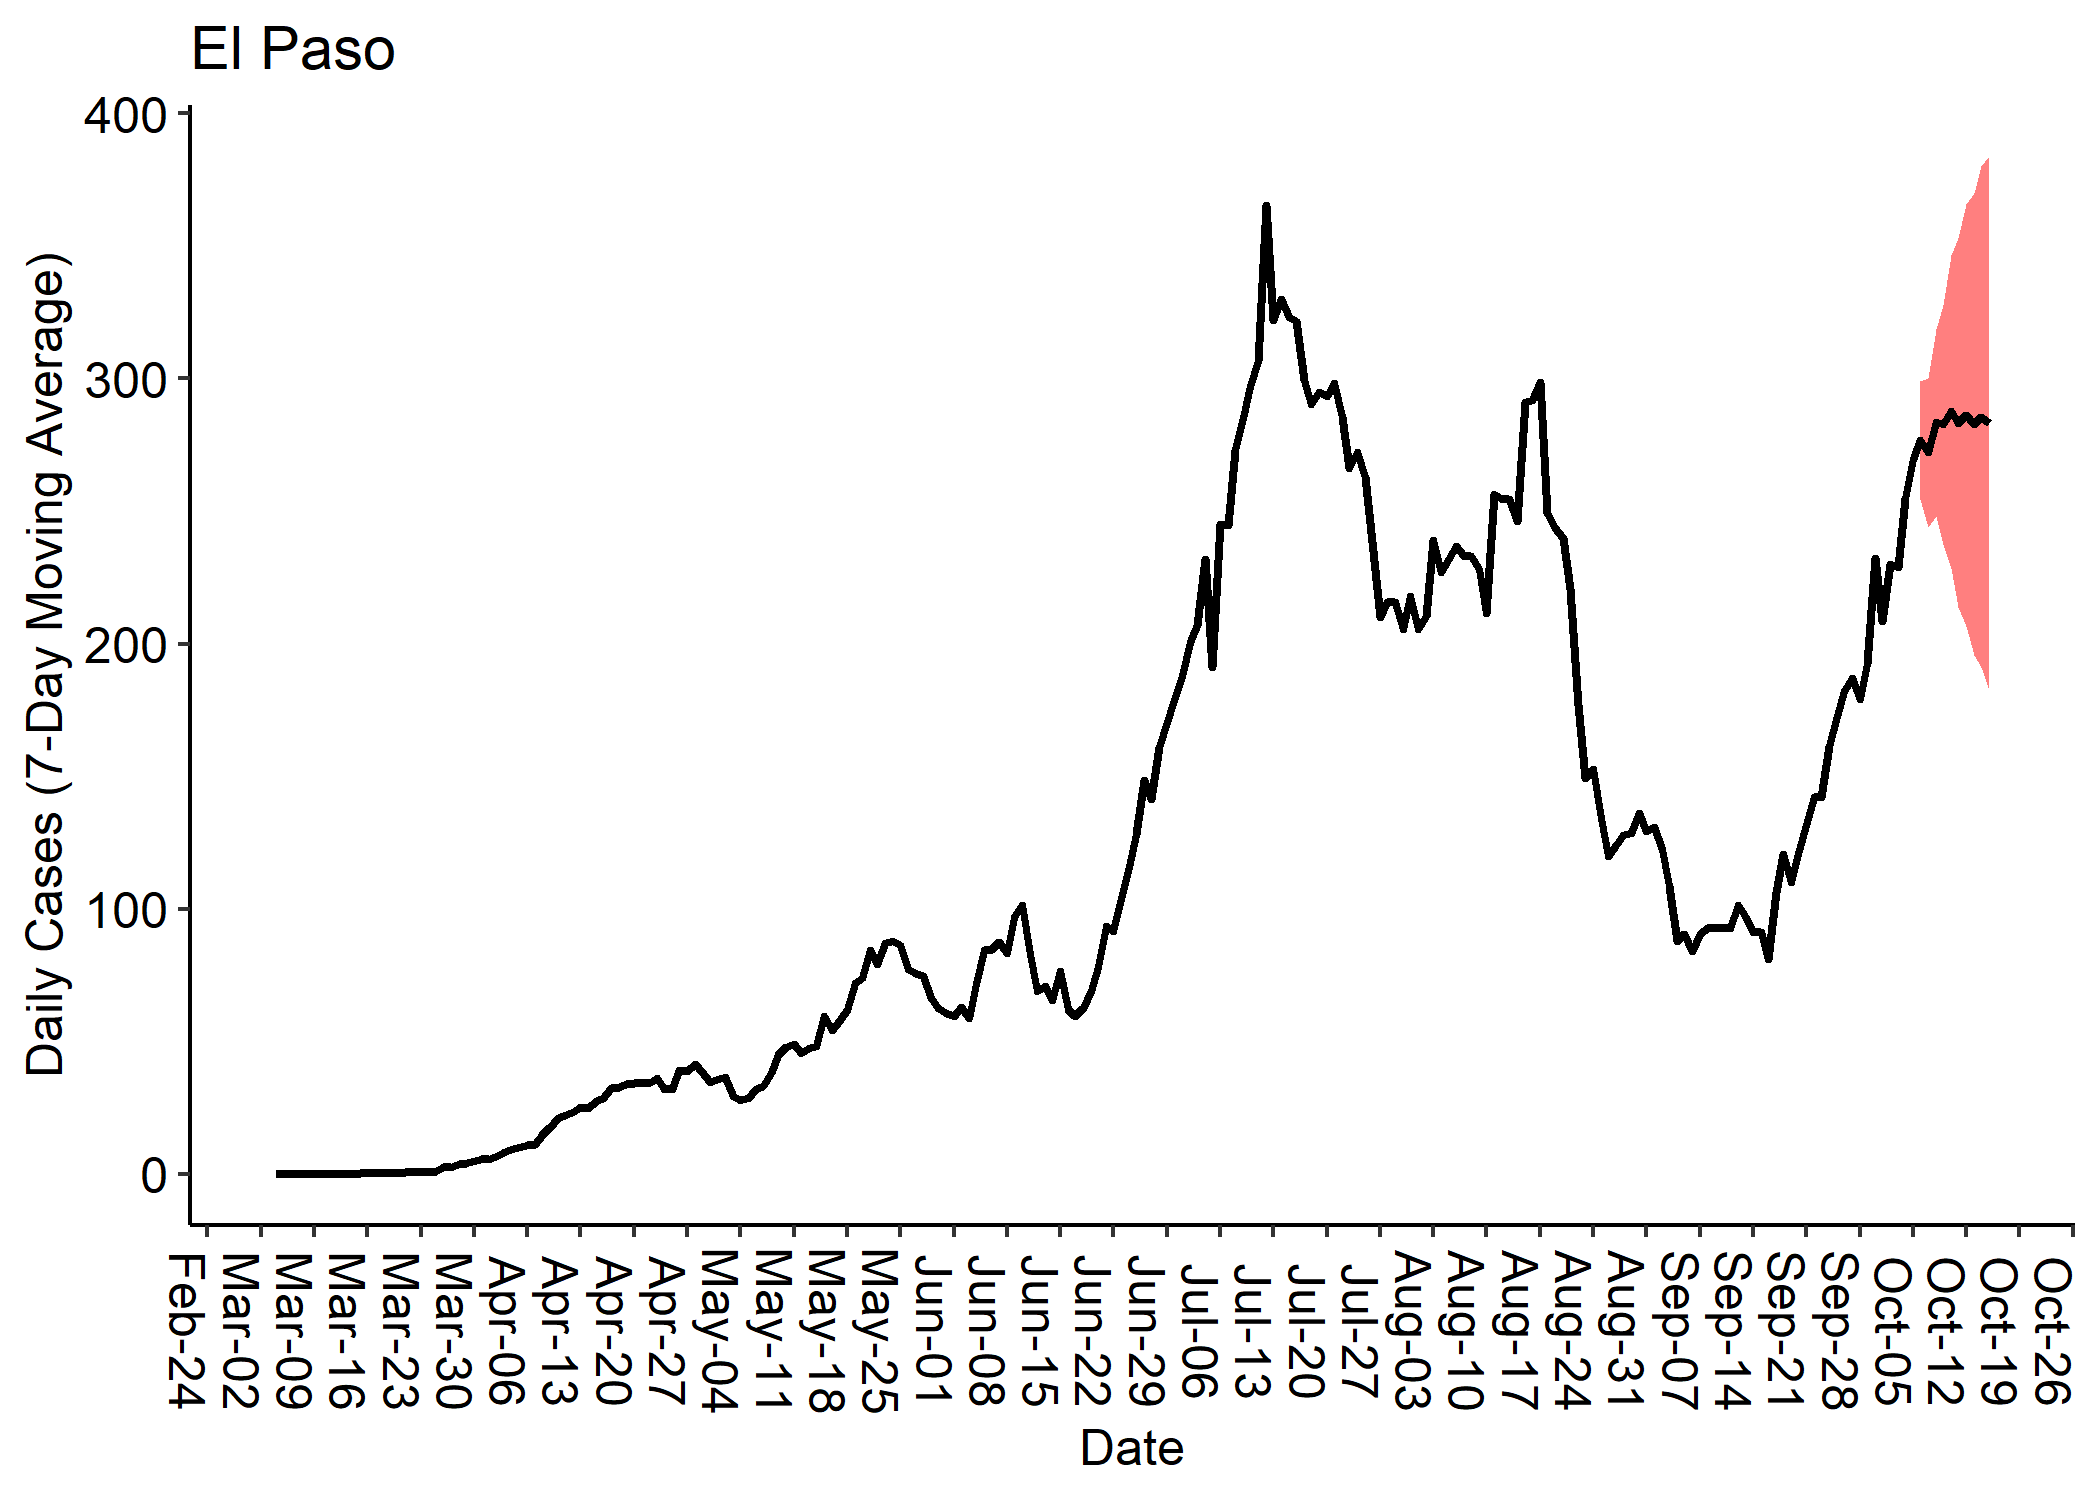 El Paso
Daily Cases (7-Day Moving Average)
400
300
200
100
0
Feb-24
Mar-02
Mar-09
Mar-16
Mar-23
Mar-30
Apr-06
Apr-13
Apr-20
Apr-27
May-04
May-11
May-18
May-25
Jun-01
Jun-08
Jun-15
Jun-22
Jun-29
Jul-06
Jul-13
Jul-20
Jul-27
Aug-03
Aug-10
Aug-17
Aug-24
Aug-31
Sep-07
Sep-14
Sep-21
Sep-28
Oct-05
Oct-12
Oct-19
Oct-26
Date